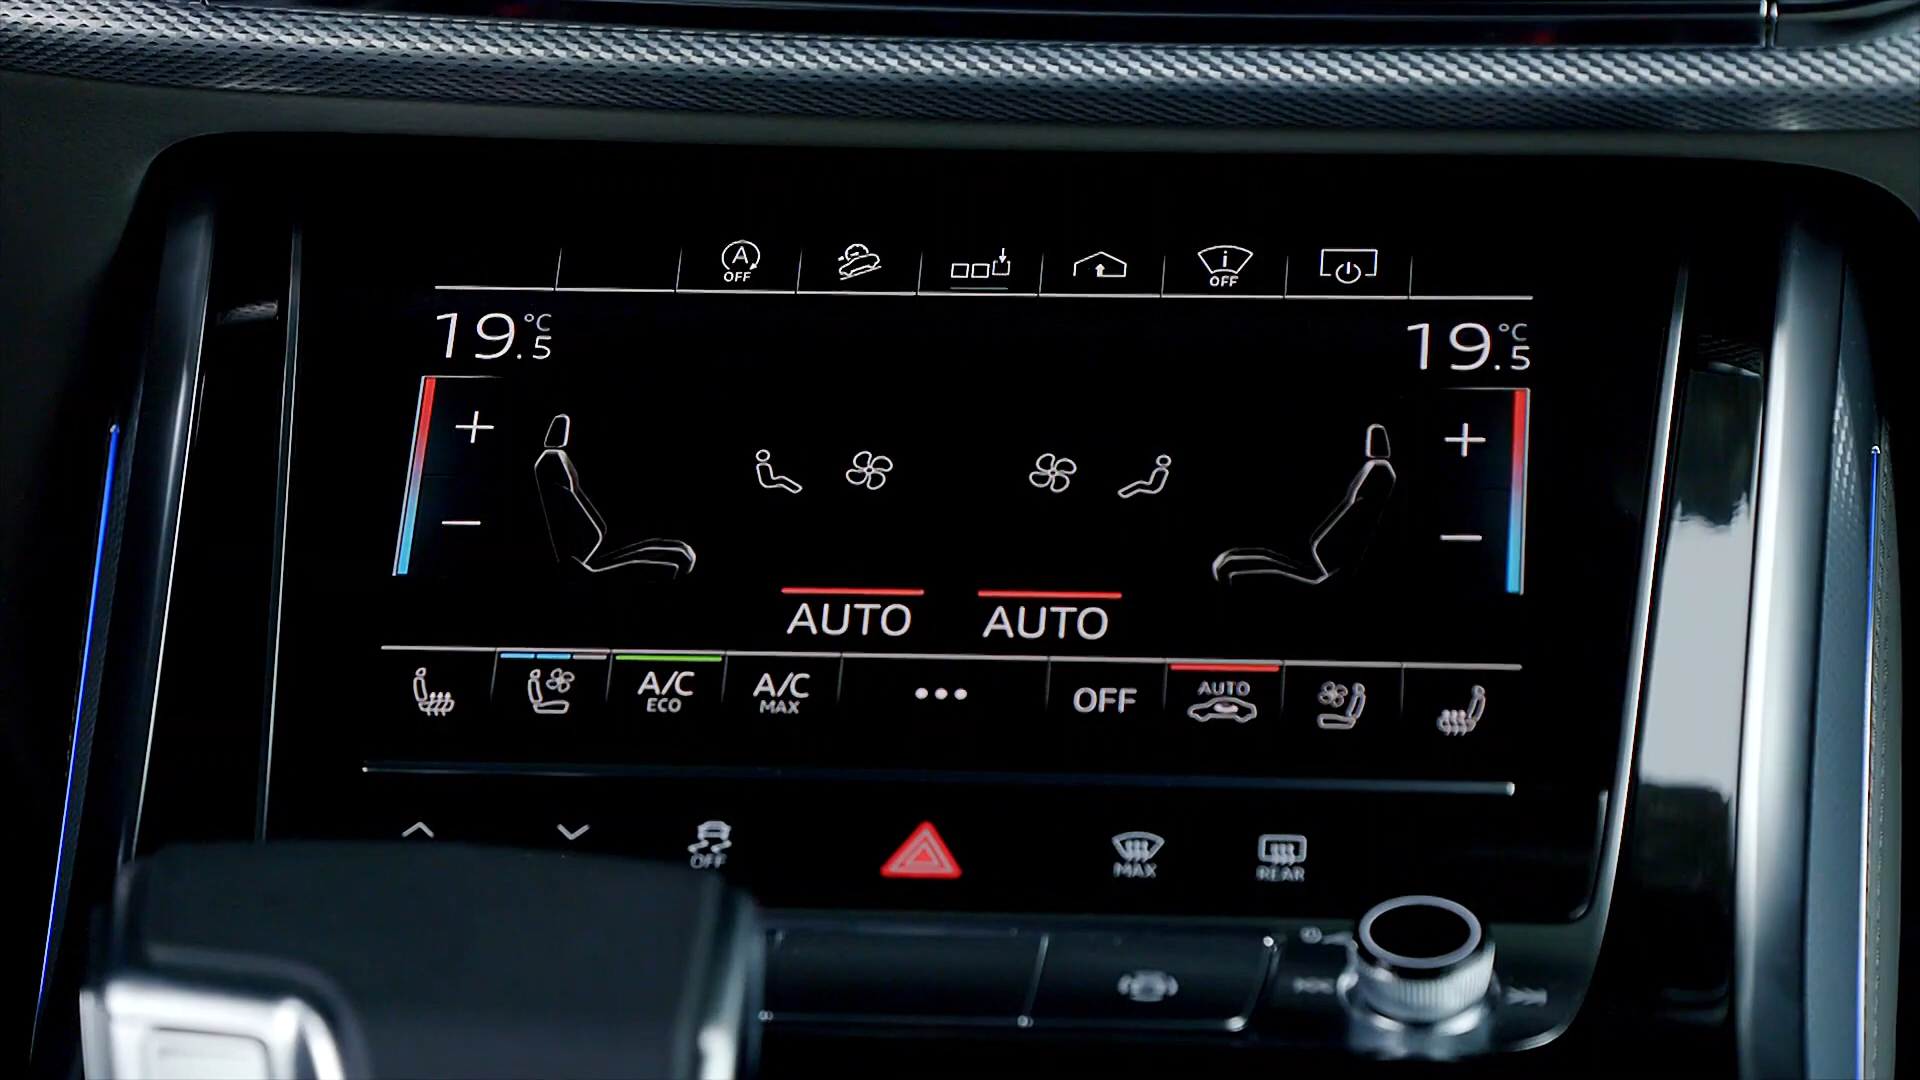 A
OFF
i
OFF
19.5 °C
19.5 °C
AUTO
AUTO
A/C
ECO
A/C
MAX
OFF
AUTO
OFF
MAX
REAR